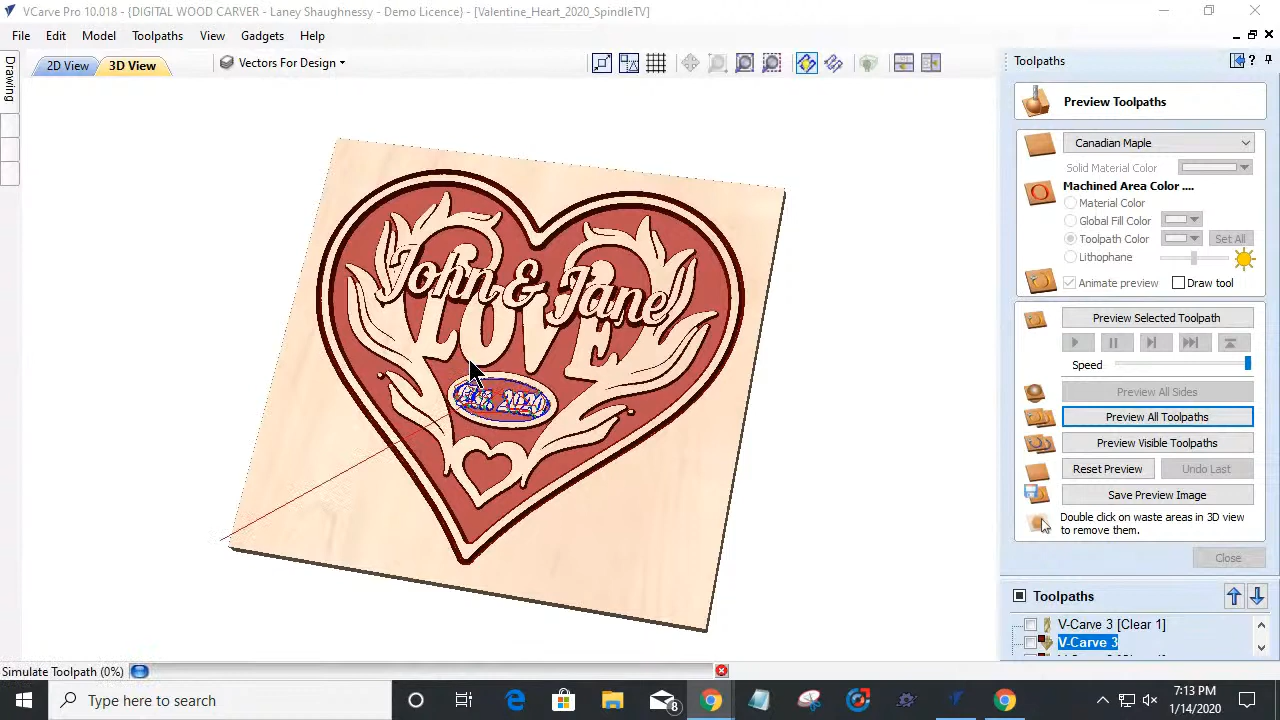 VCarve Pro 10.018 - {DIGITAL WOOD CARVER - Laney Shaughnessy - Demo Licence} - [Valentine_Heart_2020_SpindleTV]
File Edit Model Toolpaths View Gadgets Help
Drawing
2D View 3D View Vectors For Design
John & Jane
LOVE
Est. 2020
Toolpaths
Preview Toolpaths
Canadian Maple
Solid Material Color
Machined Area Color ....
Material Color
Global Fill Color
Toolpath Color Set All
Lithophane
Animate preview Draw tool
Preview Selected Toolpath
Speed
Preview All Sides
Preview All Toolpaths
Preview Visible Toolpaths
Reset Preview Undo Last
Save Preview Image
Double click on waste areas in 3D view
to remove them.
Close
Toolpaths
V-Carve 3 [Clear 1]
V-Carve 3
Simulate Toolpath (0%)
Type here to search
8
7:13 PM
1/14/2020